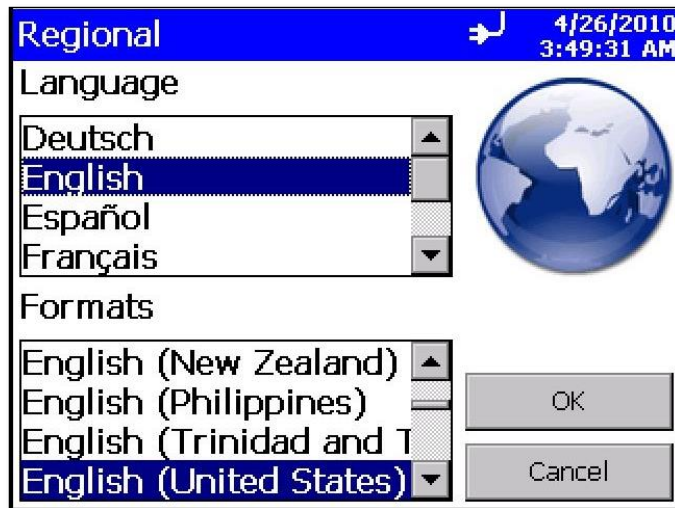 Regional
4/26/2010
3:49:31 AM
Language
Deutsch
English
Español
Français
Formats
English (New Zealand)
English (Philippines)
English (Trinidad and T
English (United States)
OK
Cancel